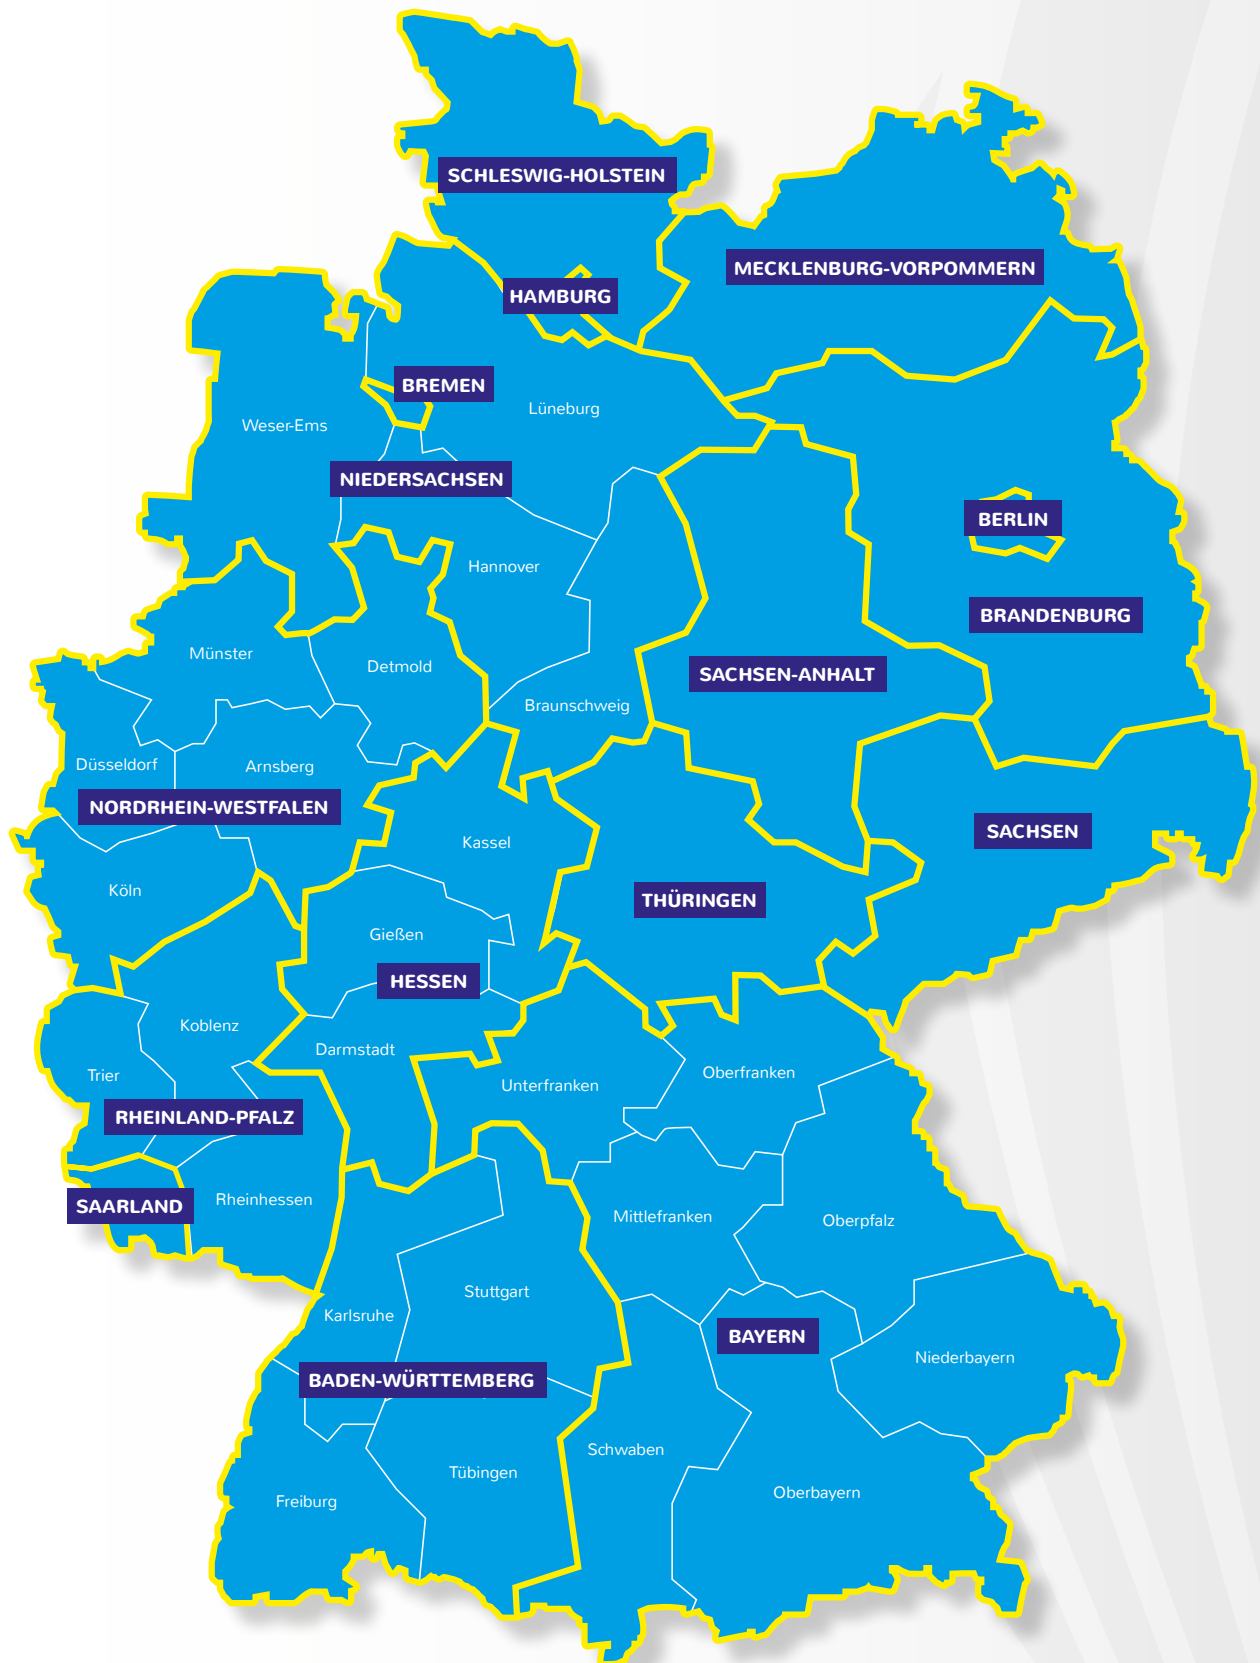 SCHLESWIG-HOLSTEIN
MECKLENBURG-VORPOMMERN
HAMBURG
BREMEN
Lüneburg
Weser-Ems
NIEDERSACHSEN
BERLIN
Hannover
BRANDENBURG
Münster
Detmold
SACHSEN-ANHALT
Braunschweig
Düsseldorf
Arnsberg
NORDRHEIN-WESTFALEN
SACHSEN
Kassel
Köln
THÜRINGEN
Gießen
HESSEN
Koblenz
Darmstadt
Trier
Oberfranken
Unterfranken
RHEINLAND-PFALZ
Rheinhessen
SAARLAND
Mittlefranken
Oberpfalz
Stuttgart
Karlsruhe
BAYERN
Niederbayern
BADEN-WÜRTTEMBERG
Schwaben
Tübingen
Oberbayern
Freiburg